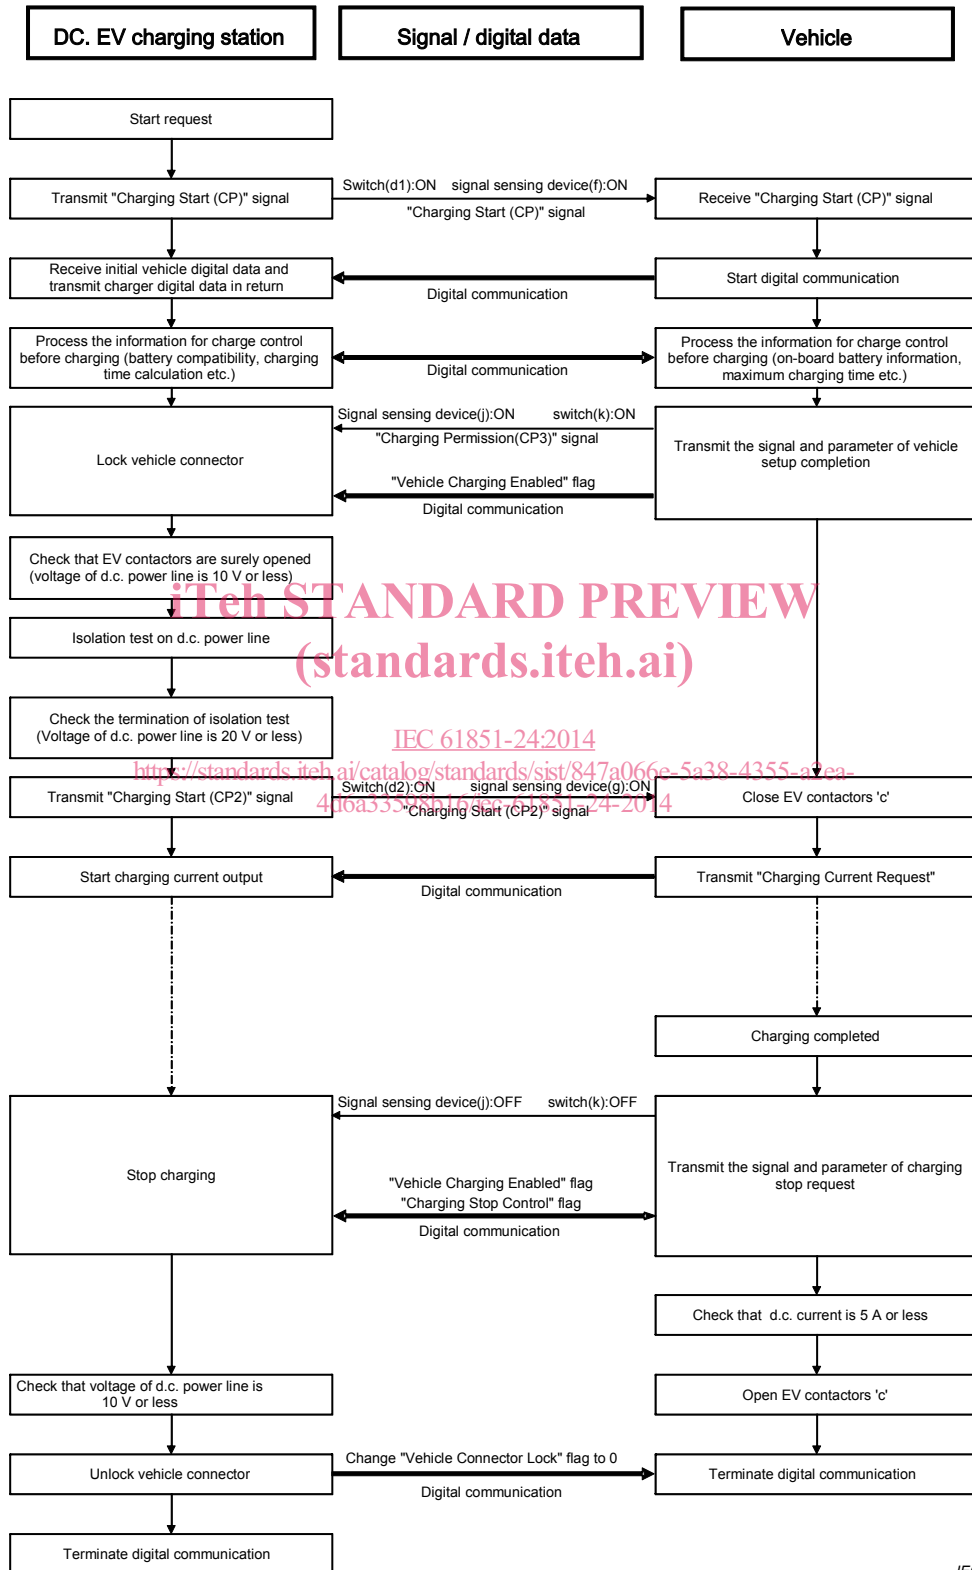 DC. EV charging station
Signal / digital data
Vehicle
Start request
Transmit "Charging Start (CP)" signal
Switch(d1):ON signal sensing device(f):ON
"Charging Start (CP)" signal
Receive "Charging Start (CP)" signal
Receive initial vehicle digital data and
transmit charger digital data in return
Digital communication
Start digital communication
Process the information for charge control
before charging (battery compatibility, charging
time calculation etc.)
Digital communication
Process the information for charge control
before charging (on-board battery information,
maximum charging time etc.)
Lock vehicle connector
Signal sensing device(j):ON switch(k):ON
"Charging Permission(CP3)" signal
"Vehicle Charging Enabled" flag
Digital communication
Transmit the signal and parameter of vehicle
setup completion
Check that EV contactors are surely opened
(voltage of d.c. power line is 10 V or less)
iTeh STANDARD PREVIEW
Isolation test on d.c. power line
(standards.iteh.ai)
Check the termination of isolation test
(Voltage of d.c. power line is 20 V or less)
IEC 61851-24:2014
https://standards.iteh.ai/catalog/standards/sist/847a066e-5a38-4355-a2ea-
4d6a33598b16/iec-61851-24-2014
Transmit "Charging Start (CP2)" signal
Switch(d2):ON signal sensing device(g):ON
"Charging Start (CP2)" signal
Close EV contactors 'c'
Start charging current output
Digital communication
Transmit "Charging Current Request"
Charging completed
Stop charging
Signal sensing device(j):OFF switch(k):OFF
"Vehicle Charging Enabled" flag
"Charging Stop Control" flag
Digital communication
Transmit the signal and parameter of charging
stop request
Check that d.c. current is 5 A or less
Check that voltage of d.c. power line is
10 V or less
Open EV contactors 'c'
Unlock vehicle connector
Change "Vehicle Connector Lock" flag to 0
Digital communication
Terminate digital communication
Terminate digital communication